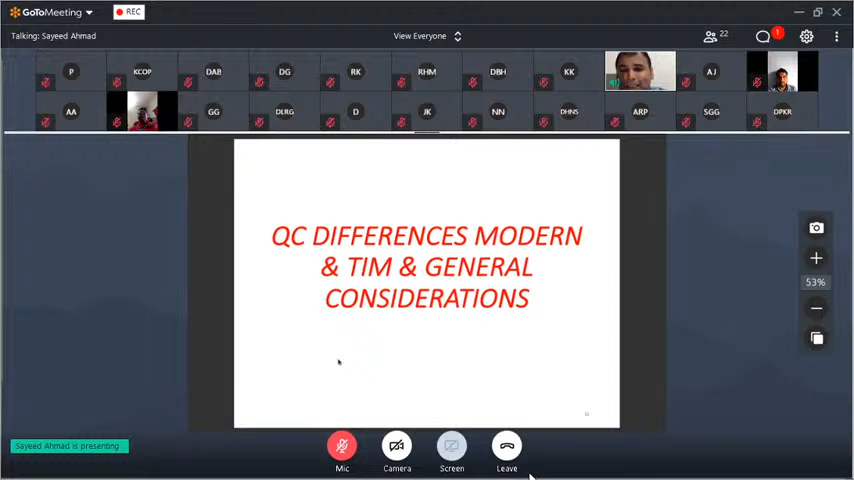 GoToMeeting
REC
Talking: Sayeed Ahmad
View Everyone
22
1
P
KCOP
DAB
DG
RK
RHM
DBH
KK
AJ
AA
GG
DLRG
D
JK
NN
DHNS
ARP
SGG
DPKR
QC DIFFERENCES MODERN
& TIM & GENERAL
CONSIDERATIONS
53%
Sayeed Ahmad is presenting
Mic
Camera
Screen
Leave